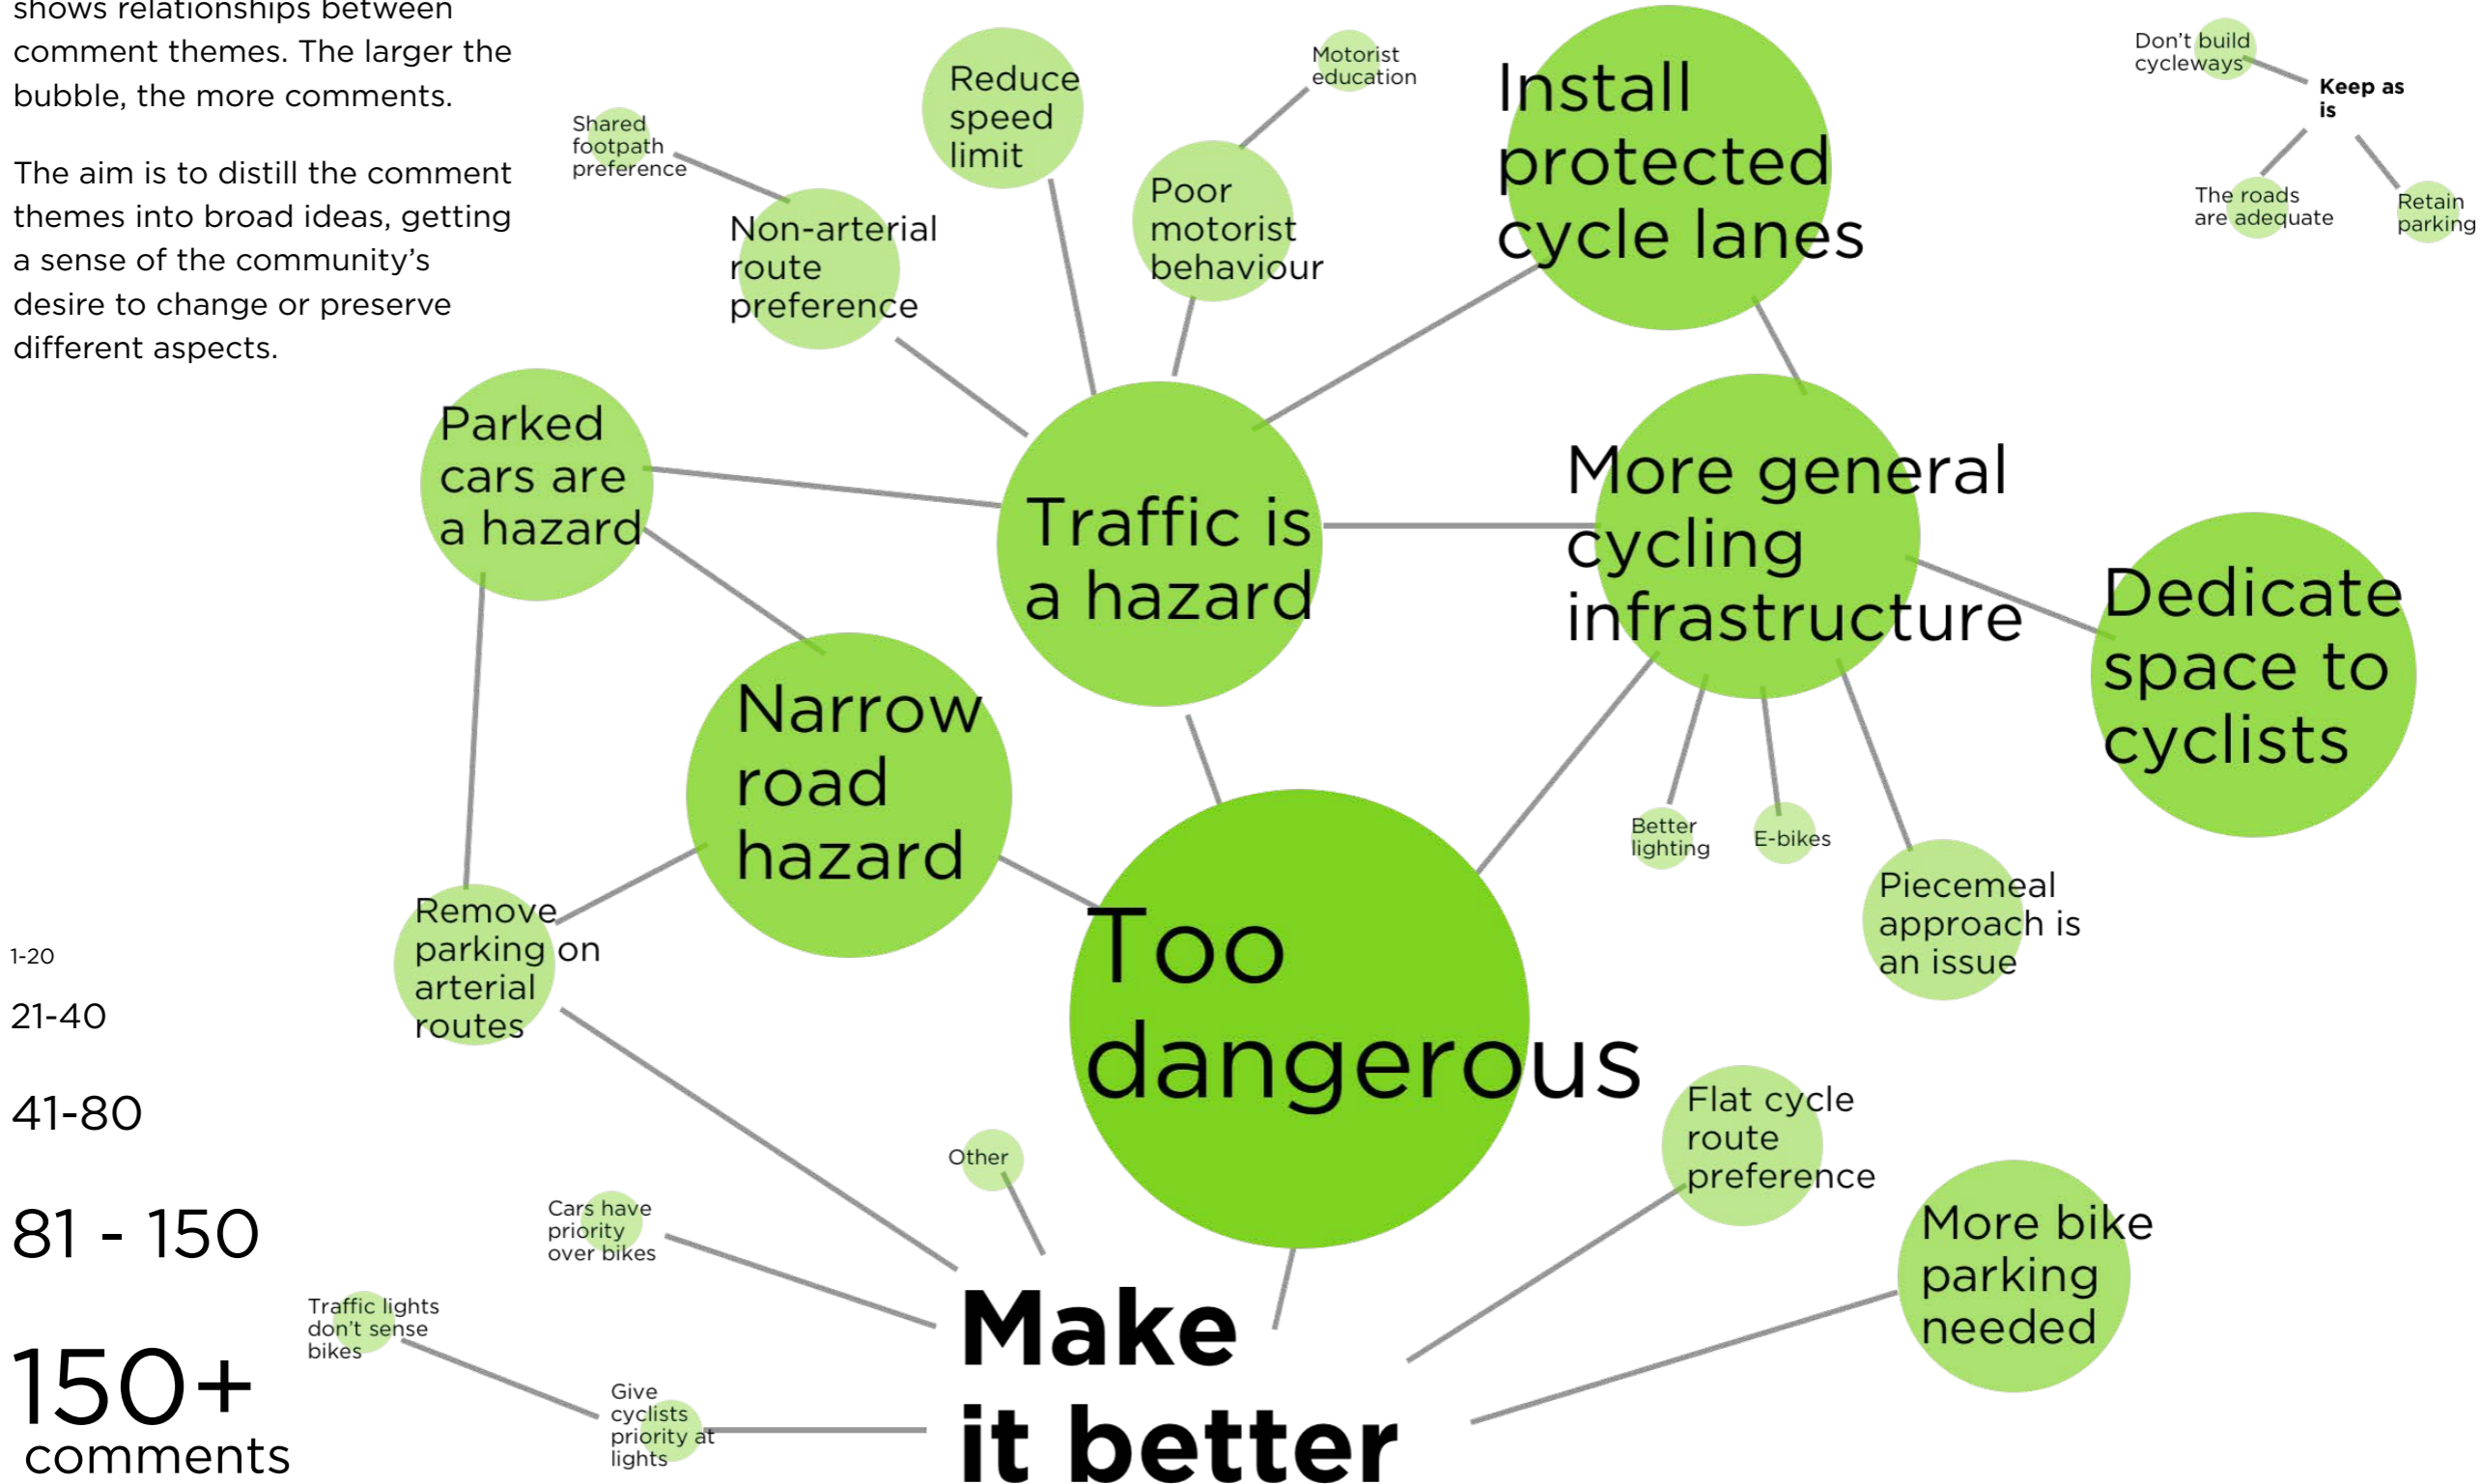 shows relationships between
comment themes. The larger the
bubble, the more comments.
The aim is to distill the comment
themes into broad ideas, getting
a sense of the community's
desire to change or preserve
different aspects.
Shared
footpath
preference
Reduce
speed
limit
Motorist
education
Install
protected
cycle lanes
Don't build
cycleways
Keep as
is
The roads
are adequate
Retain
parking
Non-arterial
route
preference
Poor
motorist
behaviour
Parked
cars are
a hazard
Traffic is
a hazard
More general
cycling
infrastructure
Dedicate
space to
cyclists
Narrow
road
hazard
Better
lighting
E-bikes
Piecemeal
approach is
an issue
Remove
parking on
arterial
routes
Too
dangerous
Flat cycle
route
preference
More bike
parking
needed
Other
Cars have
priority
over bikes
Traffic lights
don't sense
bikes
Give
cyclists
priority at
lights
Make
it better
1-20
21-40
41-80
81 - 150
150+
comments